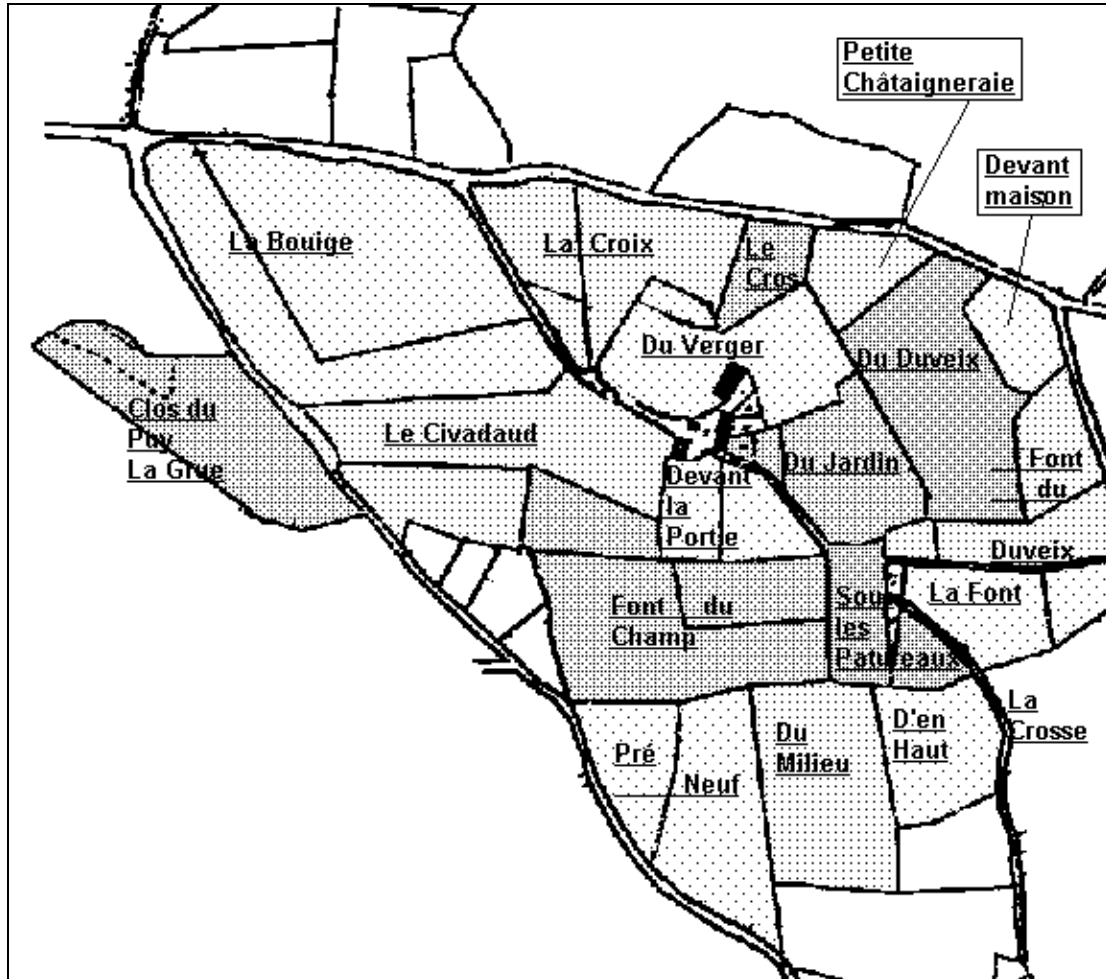 Petite
Châtaigneraie
Devant
maison
La Bouige
La Croix
Le
Cros
Du Verger
Du Duveix
Clos du
Puy
La Grue
Le Civadaud
Devant
la
Portie
Du Jardin
Font
du
Duveix
Font du
Champ
Sous
les
Patureaux
La Font
La
Crosse
Pré
Neuf
Du
Milieu
D'en
Haut